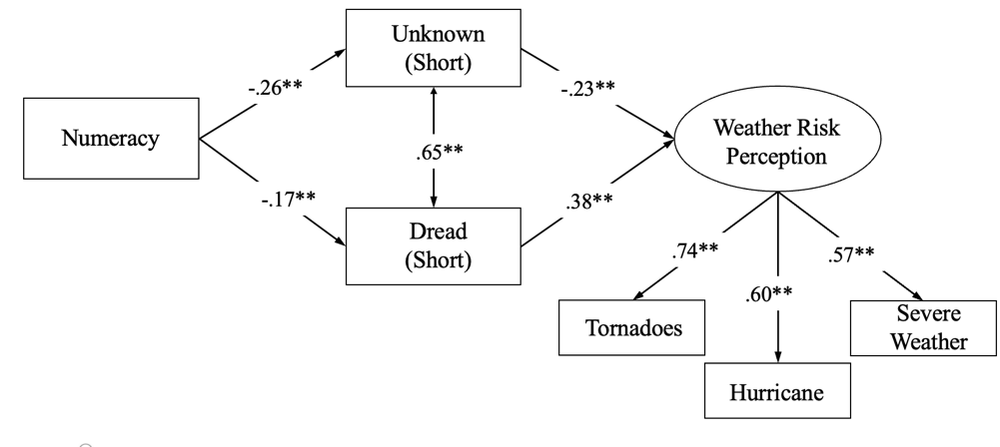 Unknown
(Short)
-.26**
-.23**
Numeracy
.65**
Weather Risk
Perception
-.17**
.38**
Dread
(Short)
.74**
.60**
.57**
Tornadoes
Severe
Weather
Hurricane